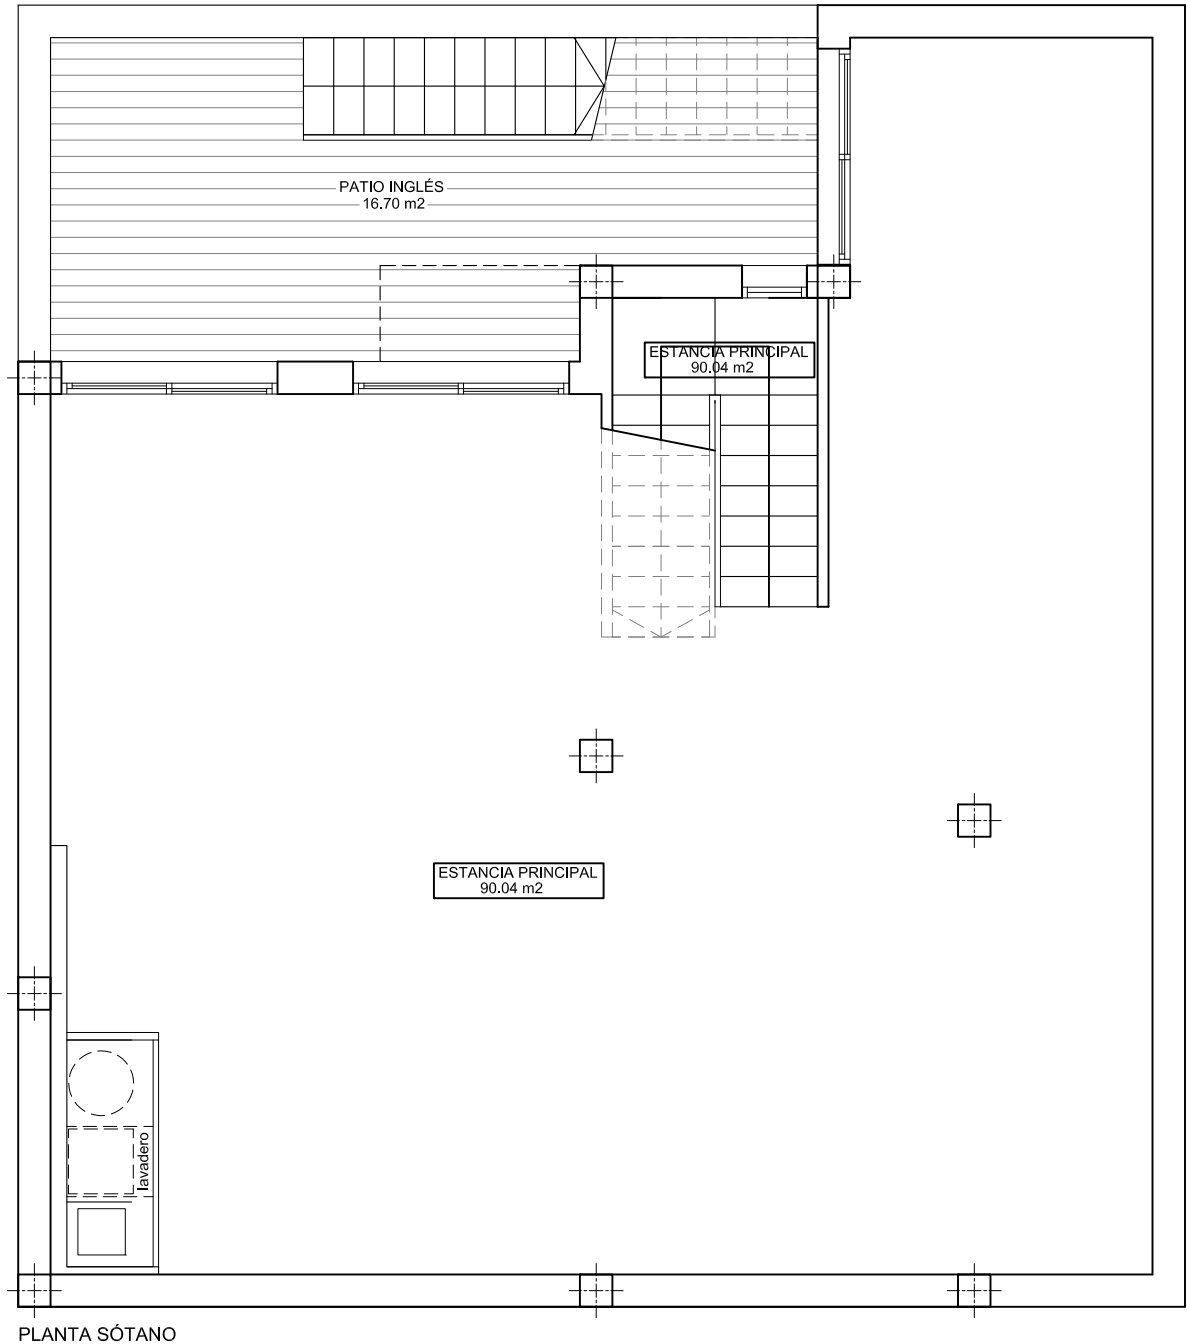 PATIO INGLÉS
16.70 m2
ESTANCIA PRINCIPAL
90.04 m2
ESTANCIA PRINCIPAL
90.04 m2
lavadero
PLANTA SÓTANO